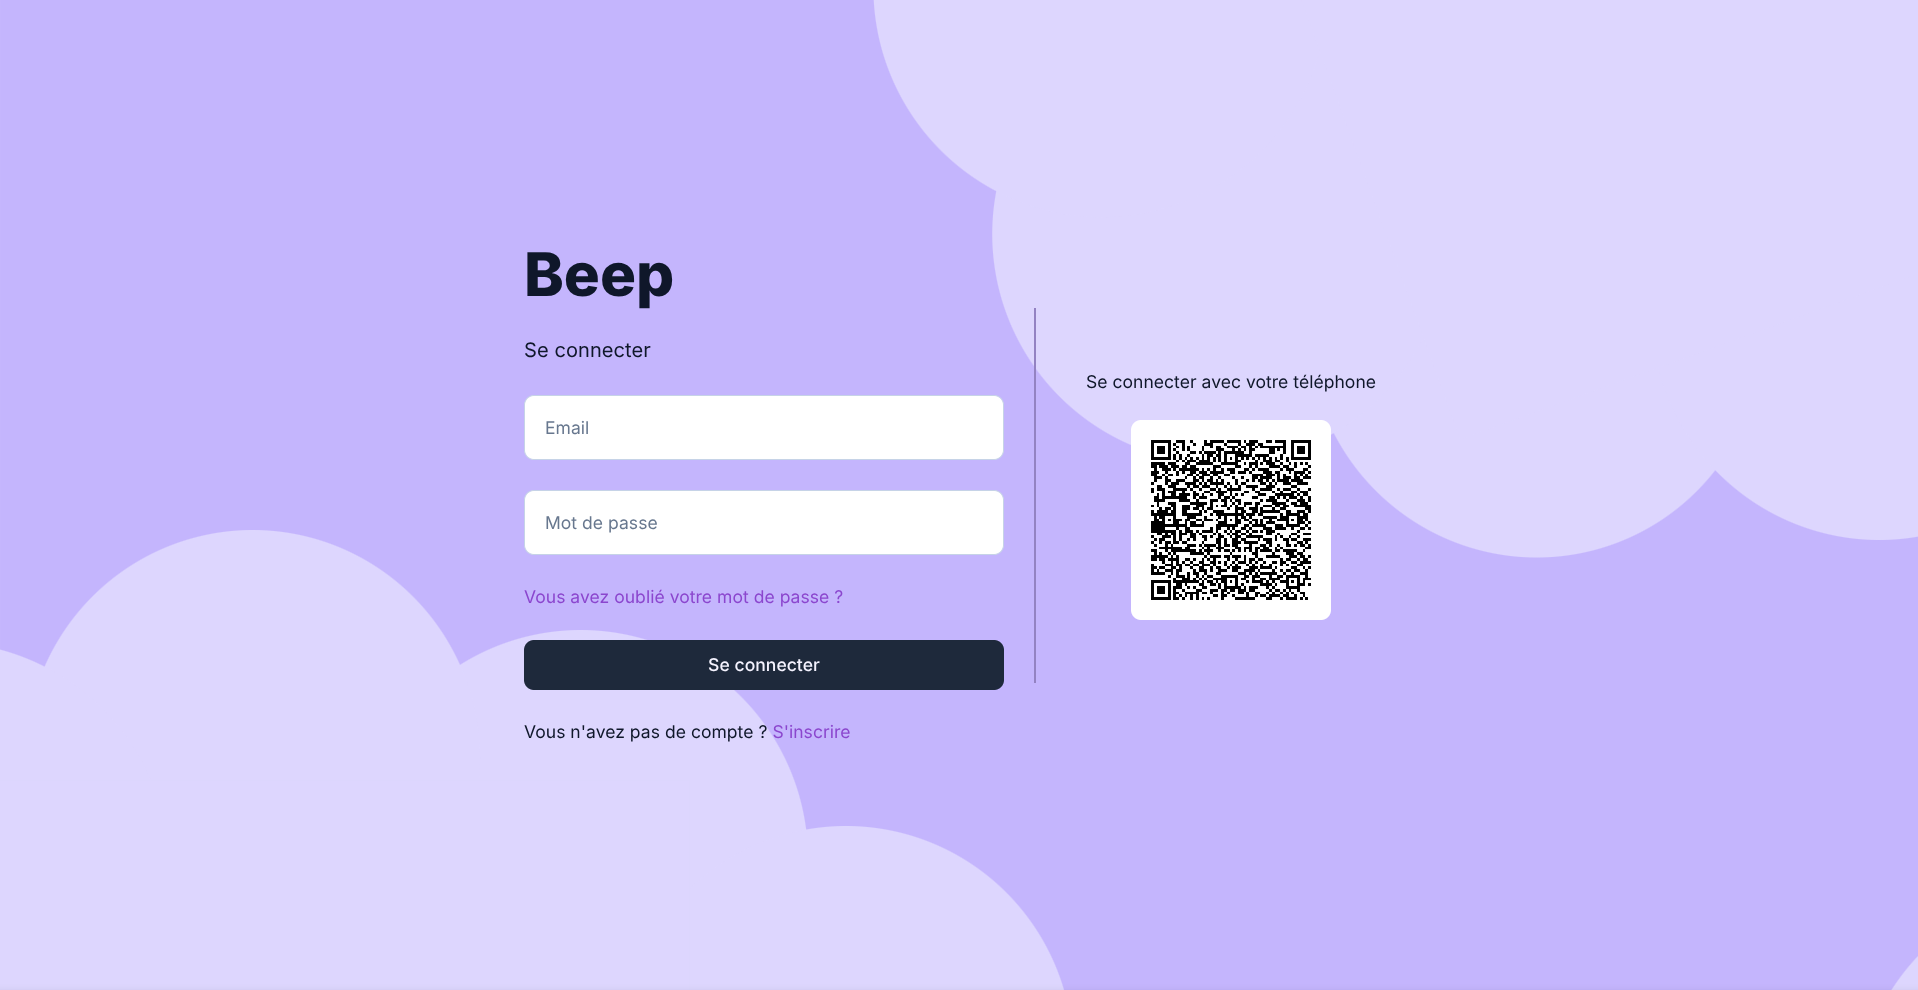 Beep
Se connecter
Email
Mot de passe
Vous avez oublié votre mot de passe ?
Se connecter
Vous n'avez pas de compte ? S'inscrire
Se connecter avec votre téléphone